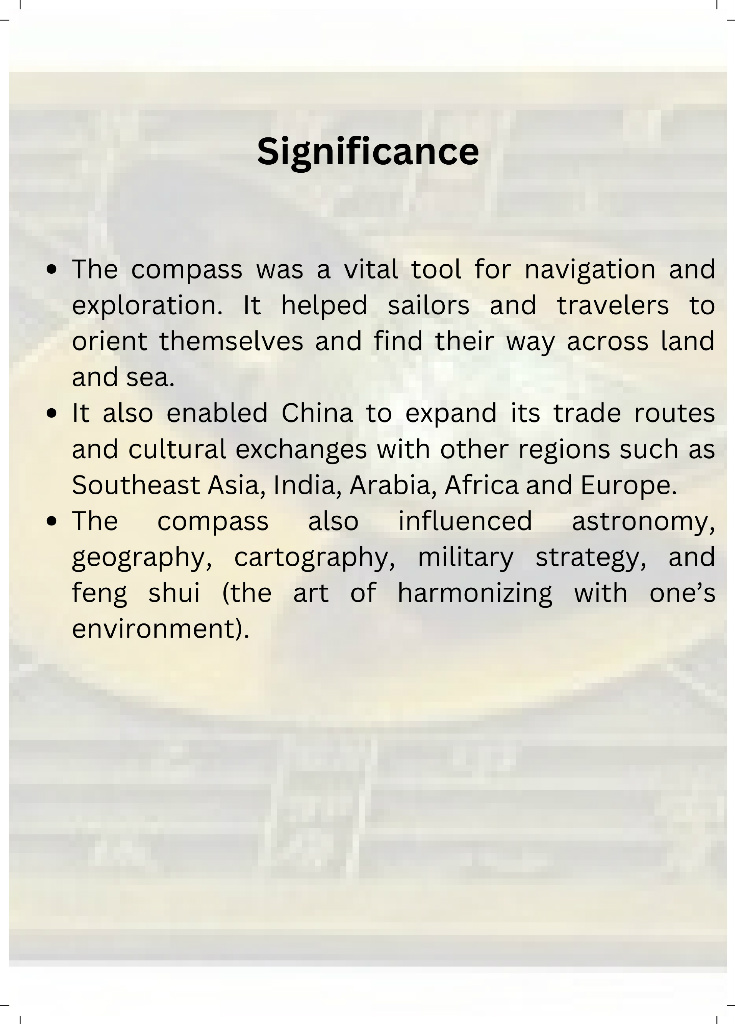 Significance
• The compass was a vital tool for navigation and
exploration. It helped sailors and travelers to
orient themselves and find their way across land
and sea.
• It also enabled China to expand its trade routes
and cultural exchanges with other regions such as
Southeast Asia, India, Arabia, Africa and Europe.
• The compass also influenced astronomy,
geography, cartography, military strategy, and
feng shui (the art of harmonizing with one’s
environment).